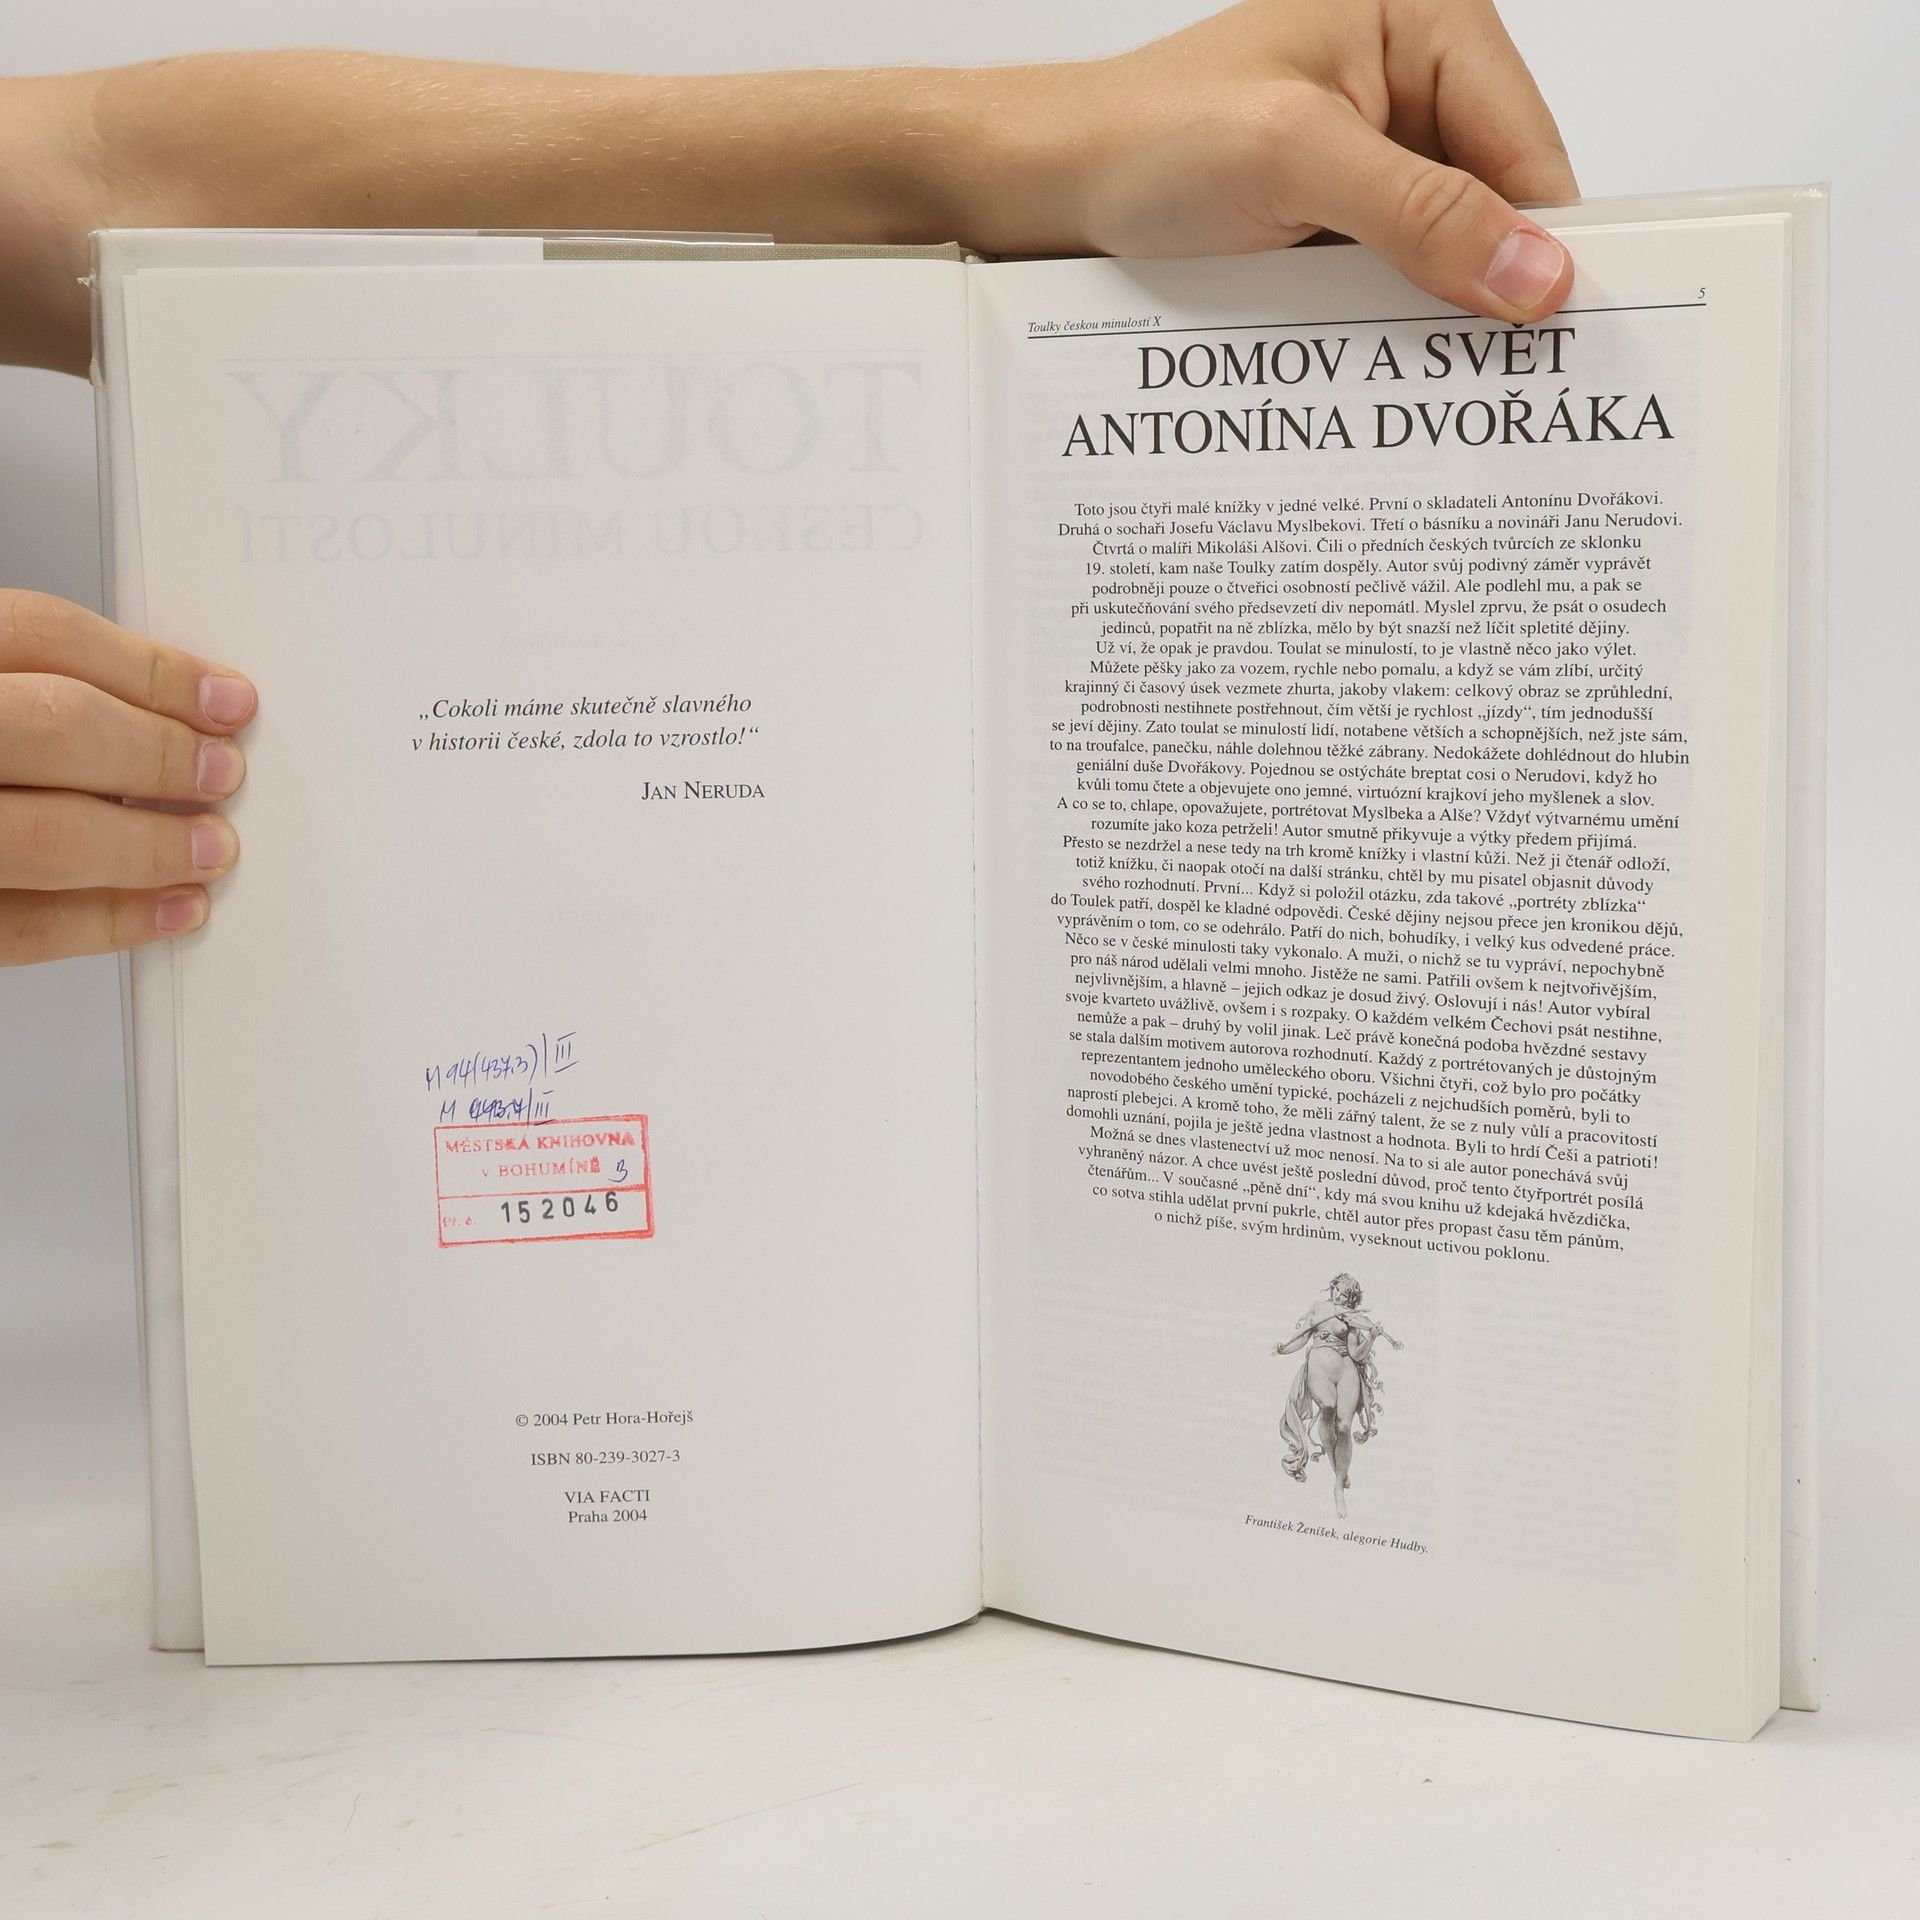 „Cokoli máme skutečně slavného
v historii české, zdola to vzrostlo!“
JAN NERUDA
M 94(437.3)/III
MĚSTSKÁ KNIHOVNA
v BOHUMÍNĚ 3
Př. č. 152046
© 2004 Petr Hora-Hořejš
ISBN 80-239-3027-3
VIA FACTI
Praha 2004
Toulky českou minulostí X 5
DOMOV A SVĚT
ANTONÍNA DVOŘÁKA
Toto jsou čtyři malé knížky v jedné velké. První o skladateli Antonínu Dvořákovi.
Druhá o sochaři Josefu Václavu Myslbekovi. Třetí o básníku a novináři Janu Nerudovi.
Čtvrtá o malíři Mikoláši Alšovi. Čili o předních českých tvůrcích ze sklonku
19. století, kam naše Toulky zatím dospěly. Autor svůj podivný záměr vyprávět
podrobněji pouze o čtveřici osobností pečlivě vážil. Ale podlehl mu, a pak se
při uskutečňování svého předsevzetí div nepomátl. Myslel zprvu, že psát o osudech
jedinců, popatřit na ně zblízka, mělo by být snazší než líčit spletité dějiny.
Už ví, že opak je pravdou. Toulat se minulostí, to je vlastně něco jako výlet.
Můžete pěšky jako za vozem, rychle nebo pomalu, a když se vám zlíbí, určitý
krajinný či časový úsek vezmete zhurta, jakoby vlakem: celkový obraz se zprůhlední,
podrobnosti nestihnete postřehnout, čím větší je rychlost „jízdy“, tím jednodušší
se jeví dějiny. Zato toulat se minulostí lidí, notabene větších a schopnějších, než jste sám,
to na troufalce, panečku, náhle dolehnou těžké zábrany. Nedokážete dohlédnout do hlubin
geniální duše Dvořákovy. Pojednou se ostýcháte breptat cosi o Nerudovi, když ho
kvůli tomu čtete a objevujete ono jemné, virtuózní krajkoví jeho myšlenek a slov.
A co se to, chlape, opovažujete, portrétovat Myslbeka a Alše? Vždyť výtvarnému umění
rozumíte jako koza petrželi! Autor smutně přikyvuje a výtky předem přijímá.
Přesto se nezdržel a nese tedy na trh kromě knížky i vlastní kůži. Než ji čtenář odloží,
totiž knížku, či naopak otočí na další stránku, chtěl by mu pisatel objasnit důvody
svého rozhodnutí. První... Když si položil otázku, zda takové „portréty zblízka“
do Toulek patří, dospěl ke kladné odpovědi. České dějiny nejsou přece jen kronikou dějů,
vyprávěním o tom, co se odehrálo. Patří do nich, bohudíky, i velký kus odvedené práce.
Něco se v české minulosti taky vykonalo. A muži, o nichž se tu vypráví, nepochybně
pro náš národ udělali velmi mnoho. Jistěže ne sami. Patřili ovšem k nejtvořivějším,
nejvlivnějším, a hlavně – jejich odkaz je dosud živý. Oslovují i nás! Autor vybíral
svoje kvarteto uvážlivě, ovšem i s rozpaky. O každém velkém Čechovi psát nestihne,
nemůže a pak – druhý by volil jinak. Leč právě konečná podoba hvězdné sestavy
se stala dalším motivem autorova rozhodnutí. Každý z portrétovaných je důstojným
reprezentantem jednoho uměleckého oboru. Všichni čtyři, což bylo pro počátky
novodobého českého umění typické, pocházeli z nejchudších poměrů, byli to
naprostí plebejci. A kromě toho, že měli zářný talent, že se z nuly vůlí a pracovitostí
domohli uznání, pojila je ještě jedna vlastnost a hodnota. Byli to hrdí Češi a patrioti!
Možná se dnes vlastenectví už moc nenosí. Na to si ale autor ponechává svůj
vyhraněný názor. A chce uvést ještě poslední důvod, proč tento čtyřportrét posílá
čtenářům... V současné „pěně dní“, kdy má svou knihu už kdejaká hvězdička,
co sotva stihla udělat první pukrle, chtěl autor přes propast času těm pánům,
o nichž píše, svým hrdinům, vyseknout uctivou poklonu.
František Ženíšek, alegorie Hudby.